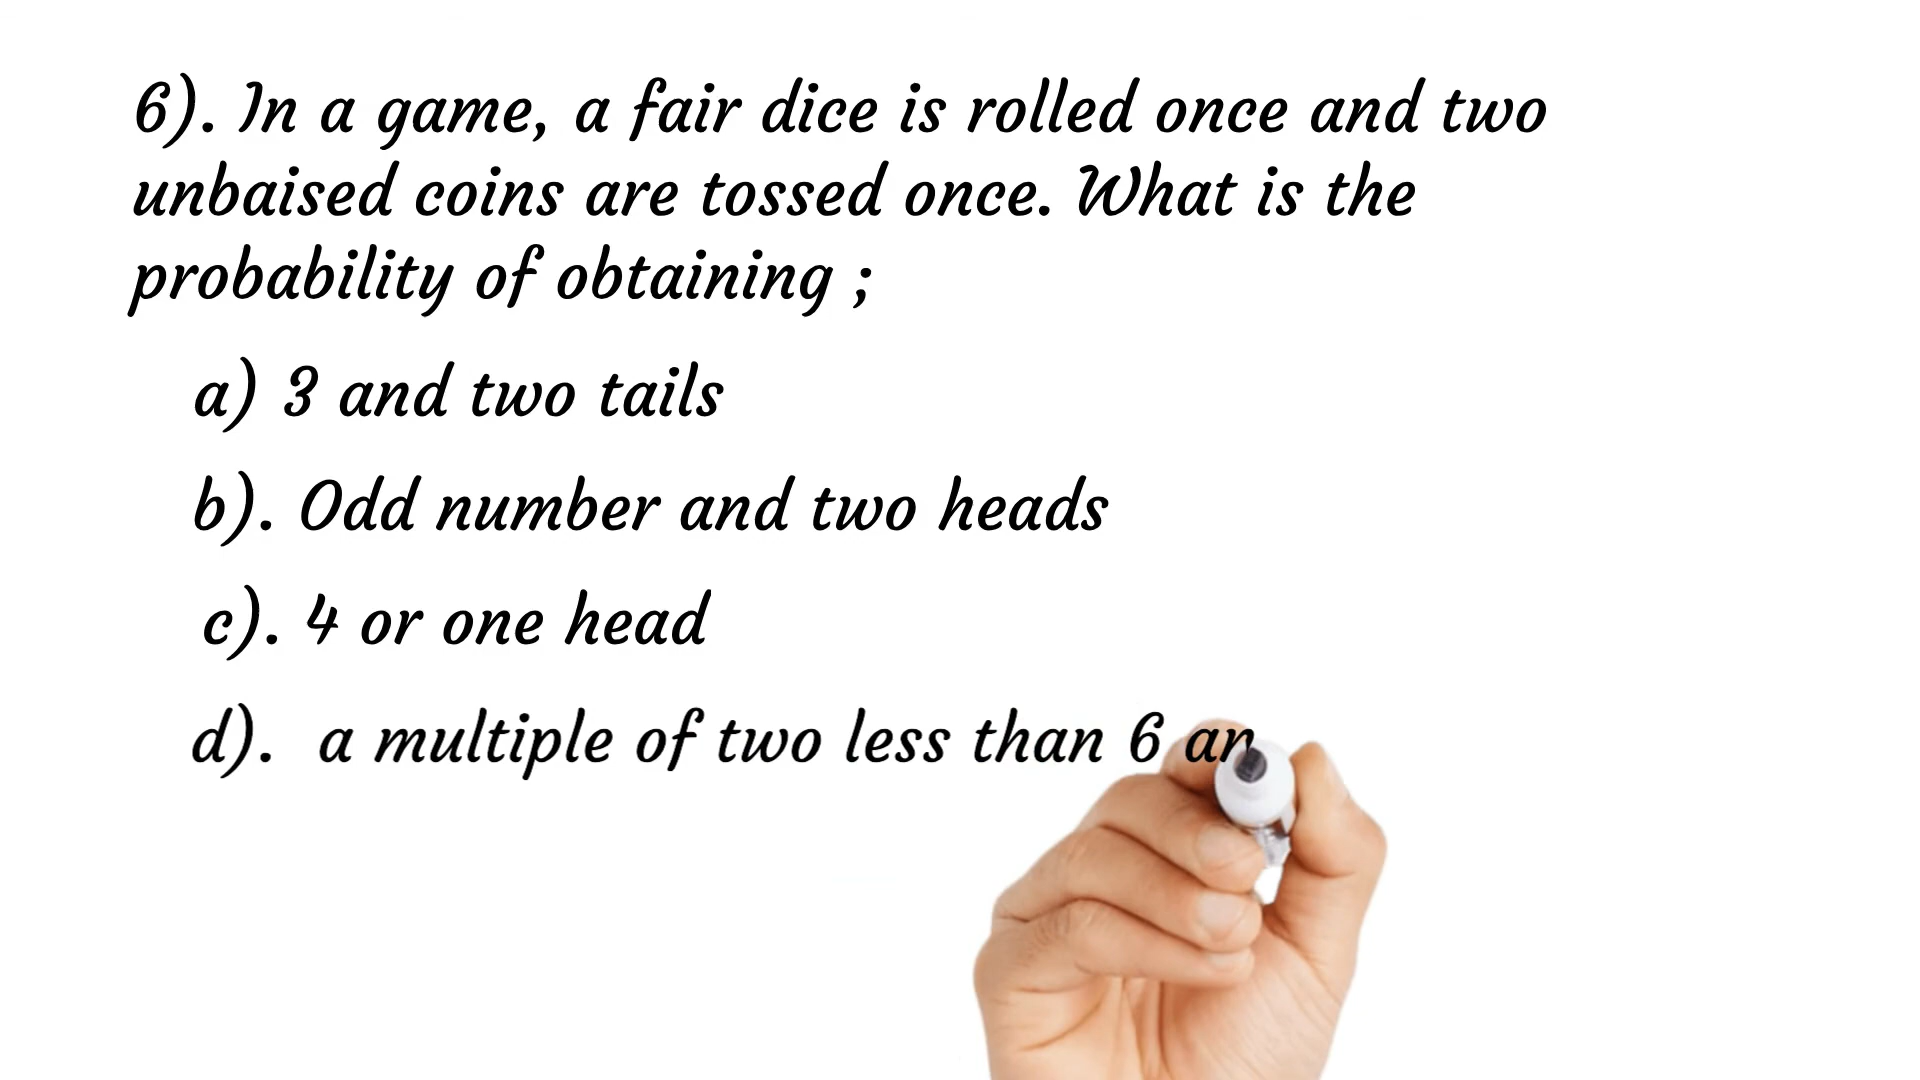 6). In a game, a fair dice is rolled once and two
unbaised coins are tossed once. What is the
probability of obtaining ;
a) 3 and two tails
b). Odd number and two heads
c). 4 or one head
d). a multiple of two less than 6 an